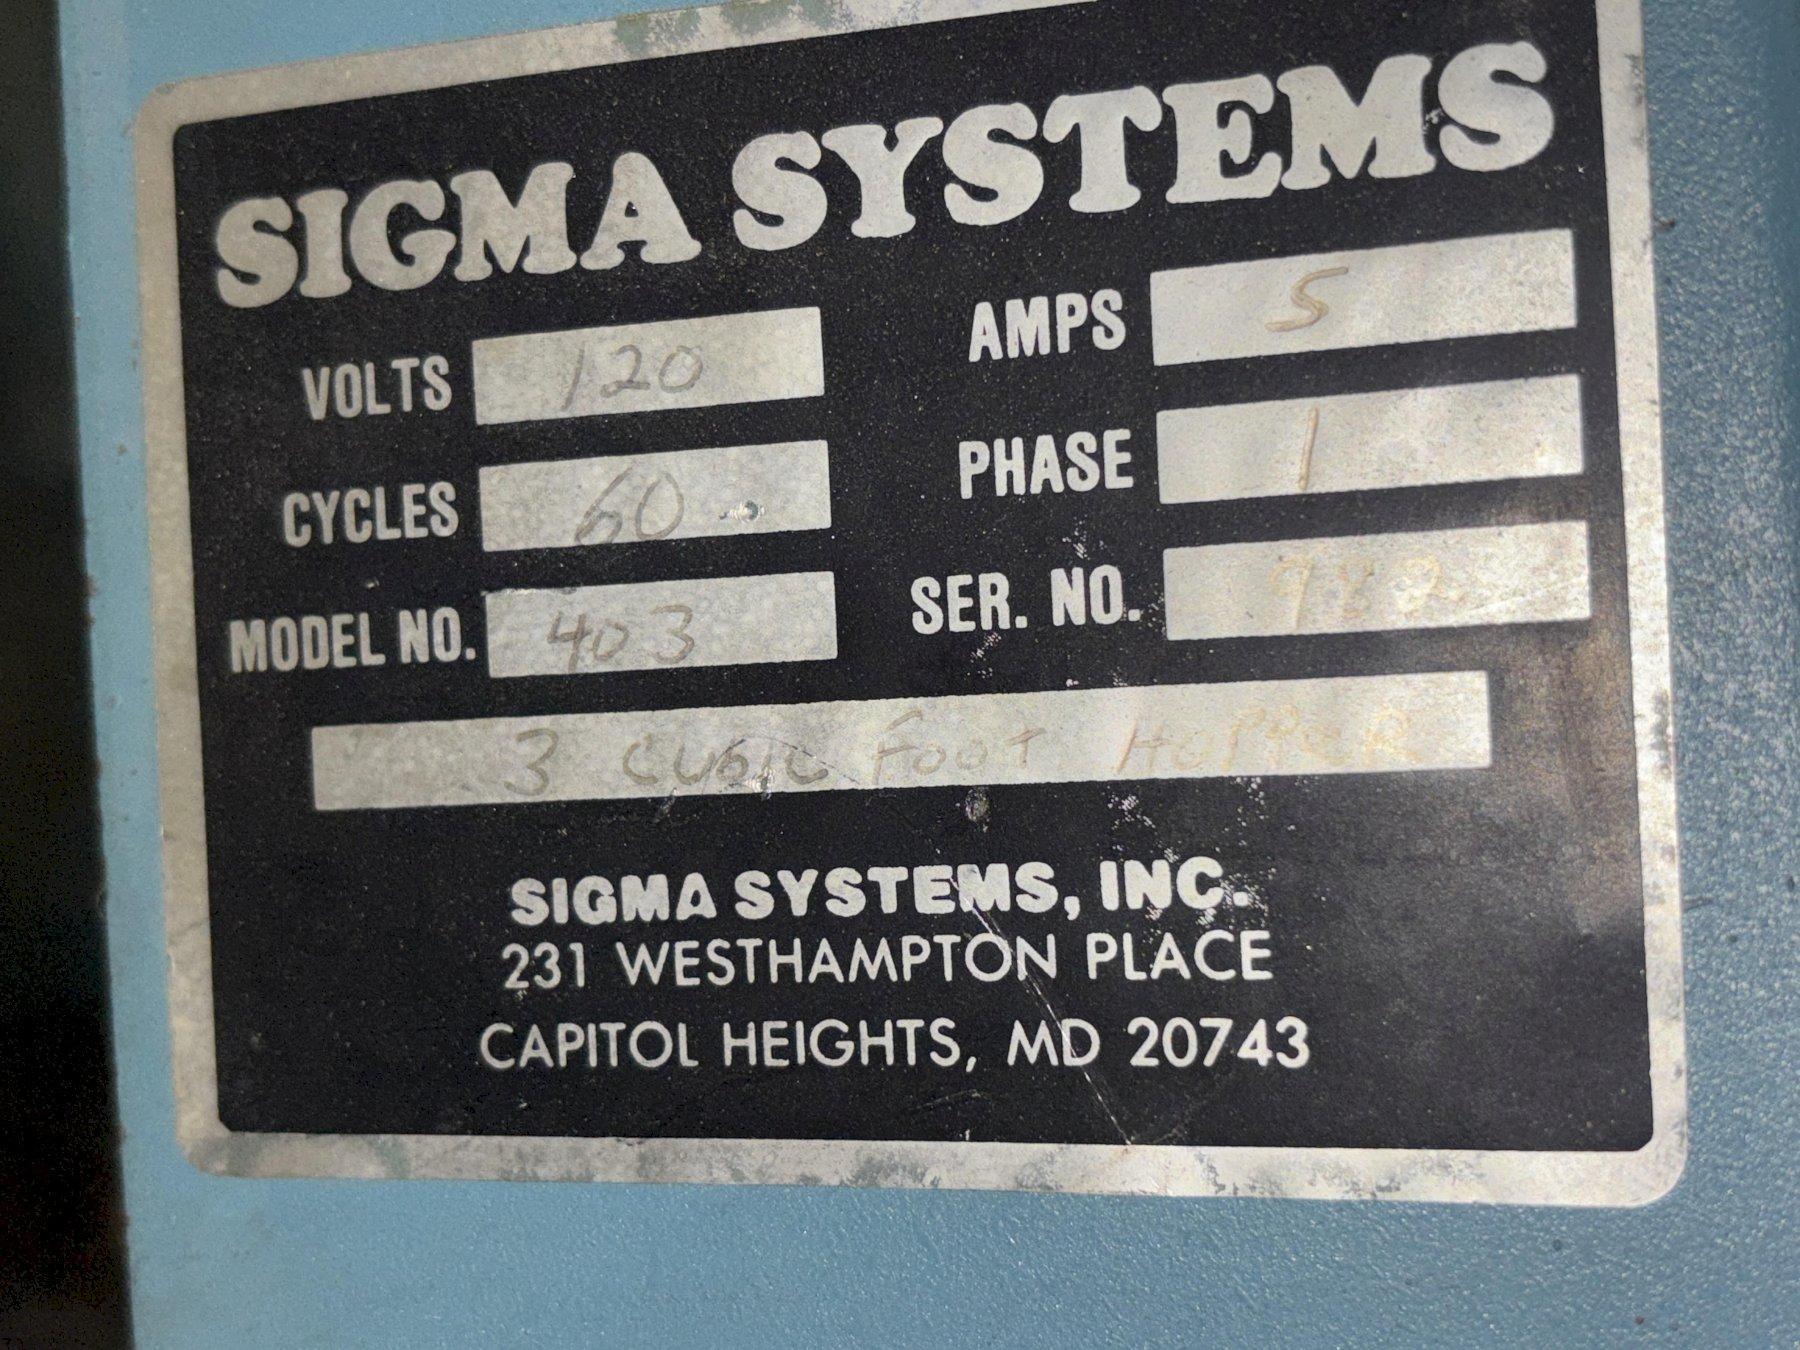 SIGMA SYSTEMS
VOLTS 120 AMPS 5
CYCLES 60 PHASE 1
MODEL NO. 403 SER. NO. 982
3 CUBIC FOOT HOPPER
SIGMA SYSTEMS, INC.
231 WESTHAMPTON PLACE
CAPITOL HEIGHTS, MD 20743